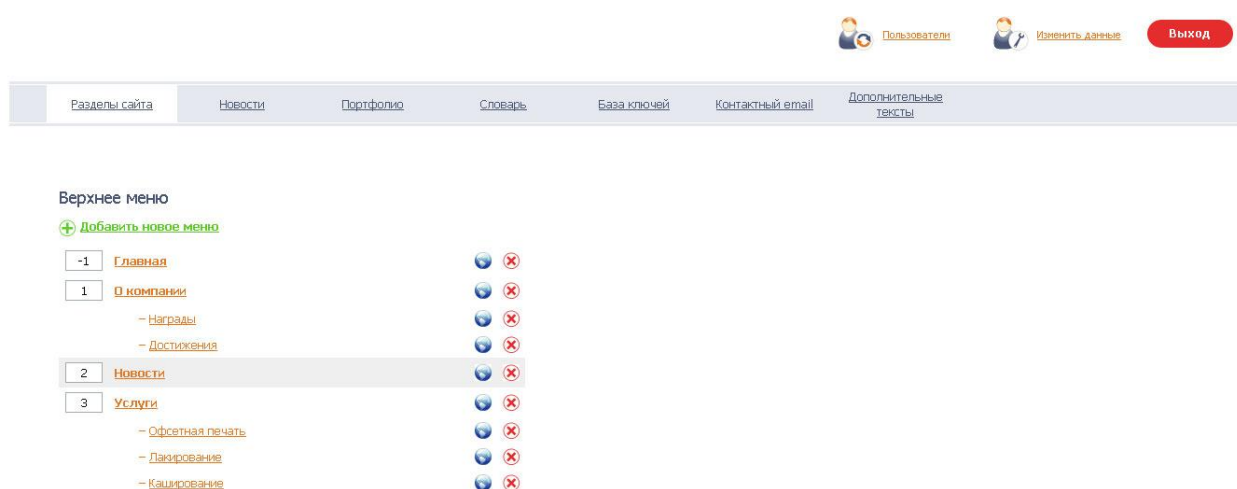 Пользователи Изменить данные Выход
Разделы сайта Новости Портфолио Словарь База ключей Контактный email Дополнительные
тексты
Верхнее меню
Добавить новое меню
-1 Главная
1 О компании
– Награды
– Достижения
2 Новости
3 Услуги
– Офсетная печать
– Лакирование
– Каширование